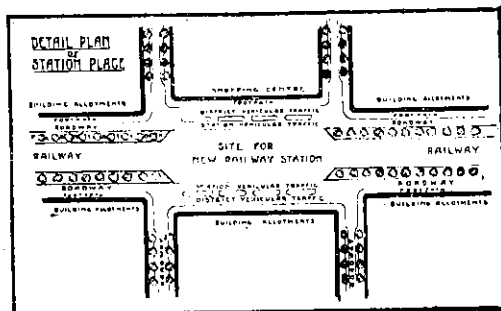 DETAIL PLAN
OF
STATION PLACE
SHOPPING CENTRE
BUILDING ALLOTMENTS
FOOTPATH
DISTRICT VEHICULAR TRAFFIC
STATION VEHICULAR TRAFFIC
BUILDING ALLOTMENTS
FOOTPATH
ROADWAY
ROADWAY
SITE FOR
NEW RAILWAY STATION
RAILWAY
RAILWAY
ROADWAY
FOOTPATH
BUILDING ALLOTMENTS
STATION VEHICULAR TRAFFIC
DISTRICT VEHICULAR TRAFFIC
BUILDING ALLOTMENTS
ROADWAY
FOOTPATH
BUILDING ALLOTMENTS